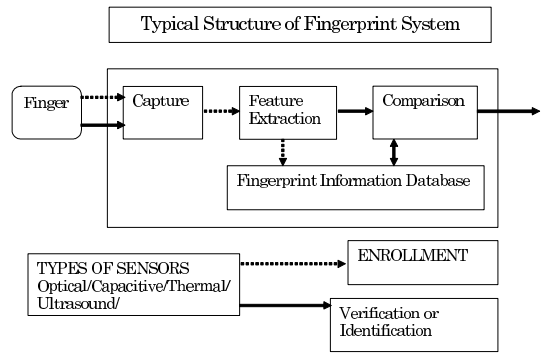 Typical Structure of Fingerprint System
Finger
Capture
Feature
Extraction
Comparison
Fingerprint Information Database
TYPES OF SENSORS
Optical/Capacitive/Thermal/
Ultrasound/
ENROLLMENT
Verification or
Identification